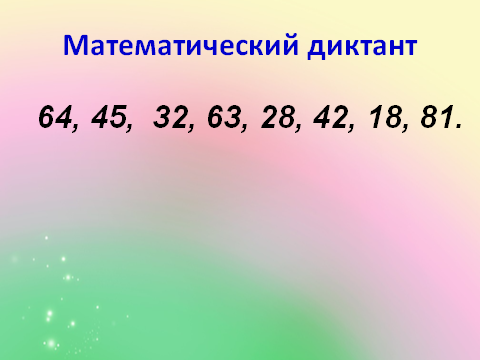 Математический диктант
64, 45, 32, 63, 28, 42, 18, 81.